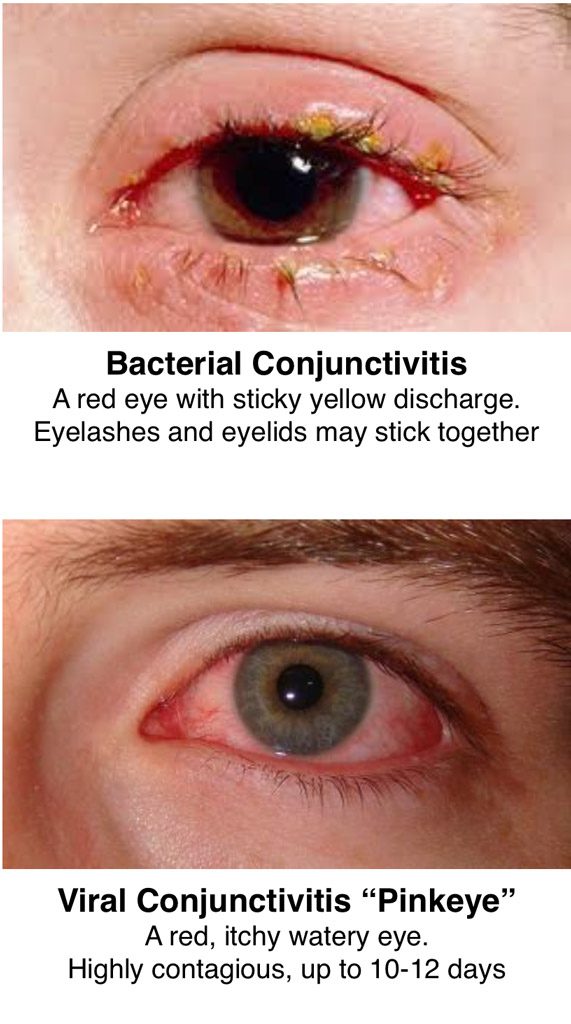 Bacterial Conjunctivitis
A red eye with sticky yellow discharge.
Eyelashes and eyelids may stick together
Viral Conjunctivitis “Pinkeye”
A red, itchy watery eye.
Highly contagious, up to 10-12 days